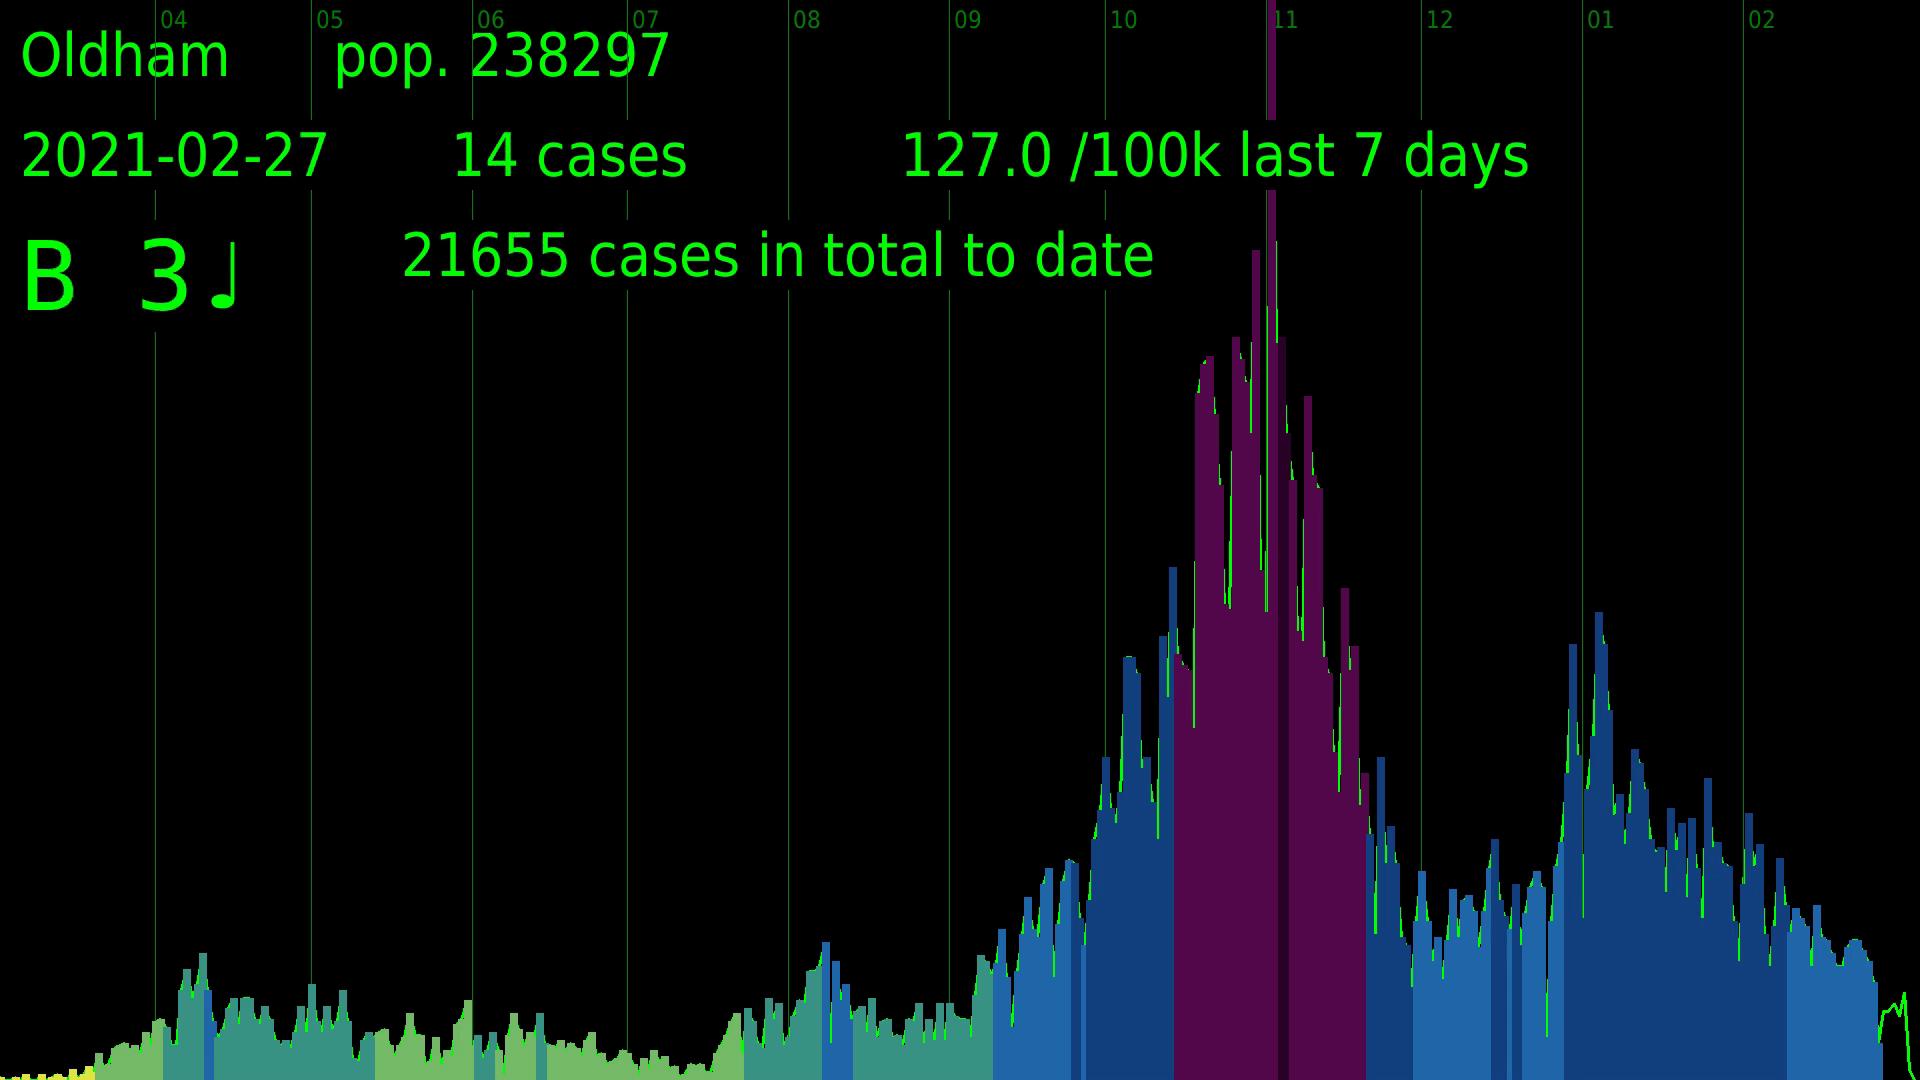 04 05 06 07 08 09 10 11 12 01 02
Oldham pop. 238297
2021-02-27 14 cases 127.0 /100k last 7 days
B 3♩ 21655 cases in total to date